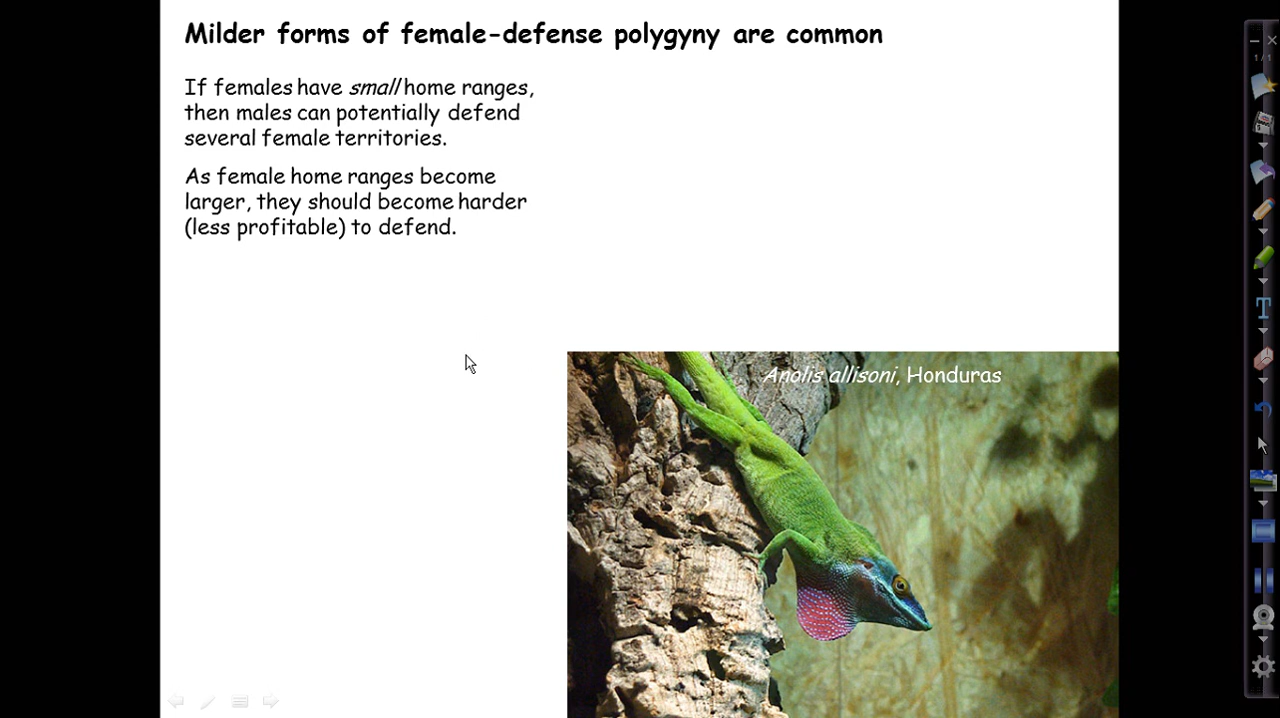 Milder forms of female-defense polygyny are common
If females have small home ranges,
then males can potentially defend
several female territories.
As female home ranges become
larger, they should become harder
(less profitable) to defend.
Anolis allisoni, Honduras
1/1
T